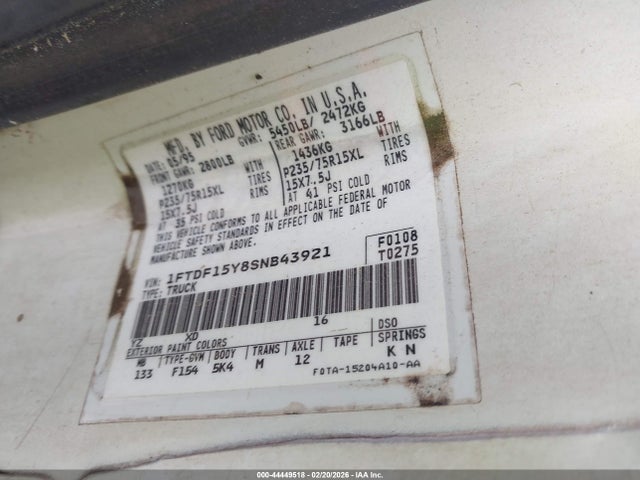 MFD. BY FORD MOTOR CO. IN U.S.A.
DATE: 05/95 GVWR: 5450LB/ 2472KG
FRONT GAWR: 2800LB REAR GAWR: 3166LB
1270KG WITH 1436KG WITH
P235/75R15XL TIRES P235/75R15XL TIRES
15X7.5J RIMS 15X7.5J RIMS
AT 35 PSI COLD AT 41 PSI COLD
THIS VEHICLE CONFORMS TO ALL APPLICABLE FEDERAL MOTOR
VEHICLE SAFETY STANDARDS IN EFFECT ON THE DATE OF
MANUFACTURE SHOWN ABOVE.
VIN: 1FTDF15Y8SNB43921 F0108
TYPE: TRUCK T0275
YZ XD 16
EXTERIOR PAINT COLORS DSO
WB TYPE-GVM BODY TRANS AXLE TAPE SPRINGS
133 F154 5K4 M 12 K N
F0TA-15204A10-AA
000-44449518 - 02/20/2026 - IAA Inc.